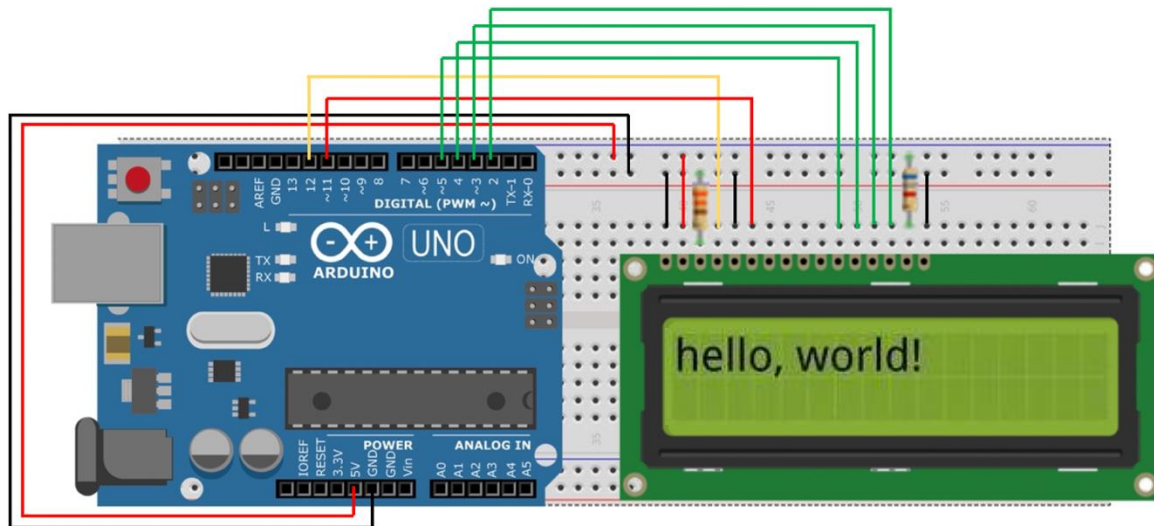 AREF
GND
13
12
~11
~10
~9
8
7
~6
~5
4
~3
2
TX-1
RX-0
DIGITAL (PWM ~)
L
TX
RX
UNO
ARDUINO
ON
35
45
50
55
60
hello, world!
35
POWER
ANALOG IN
IOREF
RESET
3.3V
5V
GND
GND
Vin
A0
A1
A2
A3
A4
A5